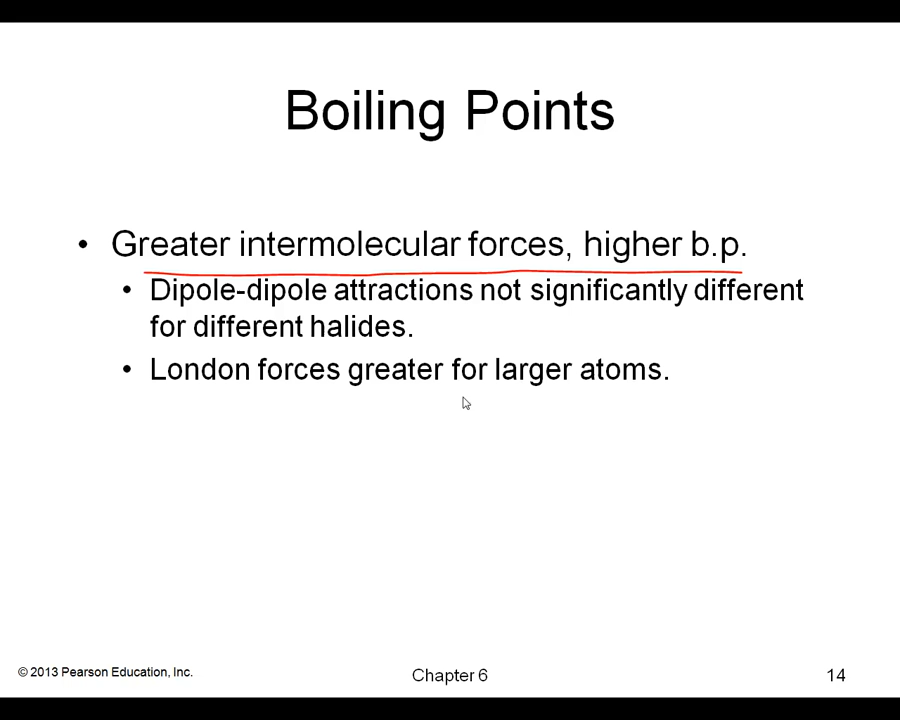 Boiling Points
• Greater intermolecular forces, higher b.p.
• Dipole-dipole attractions not significantly different
for different halides.
• London forces greater for larger atoms.
© 2013 Pearson Education, Inc.
Chapter 6
14